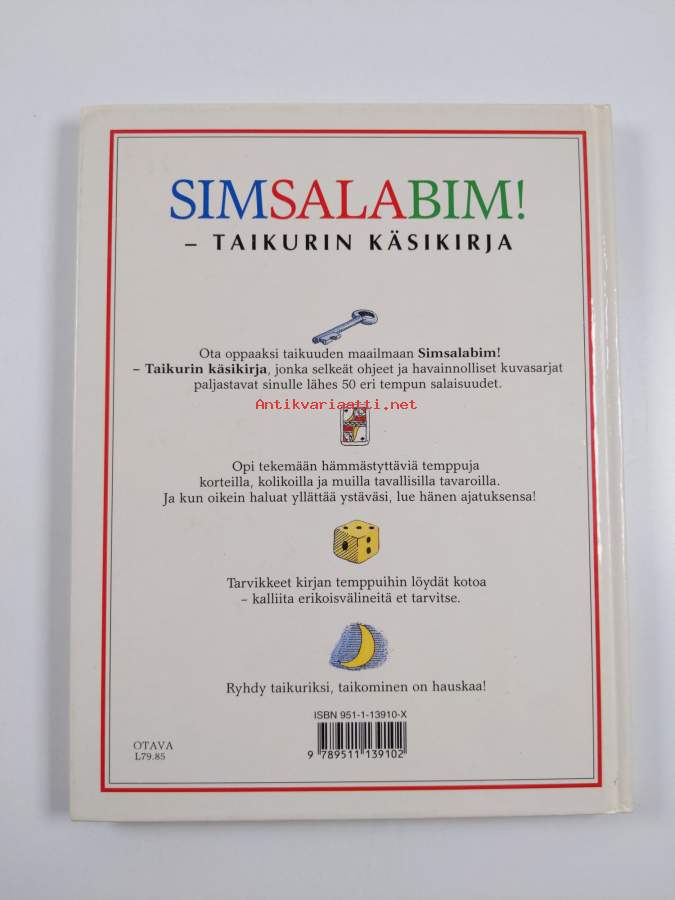 SIMSALABIM!
– TAIKURIN KÄSIKIRJA
Ota oppaaksi taikuuden maailmaan Simsalabim!
– Taikurin käsikirja, jonka selkeät ohjeet ja havainnolliset kuvasarjat
paljastavat sinulle lähes 50 eri tempun salaisuudet.
Antikvariaatti.net
Opi tekemään hämmästyttäviä temppuja
korteilla, kolikoilla ja muilla tavallisilla tavaroilla.
Ja kun oikein haluat yllättää ystäväsi, lue hänen ajatuksensa!
Tarvikkeet kirjan temppuihin löydät kotoa
– kalliita erikoisvälineitä et tarvitse.
Ryhdy taikuriksi, taikominen on hauskaa!
ISBN 951-1-13910-X
OTAVA
L79.85
9 789511 139102